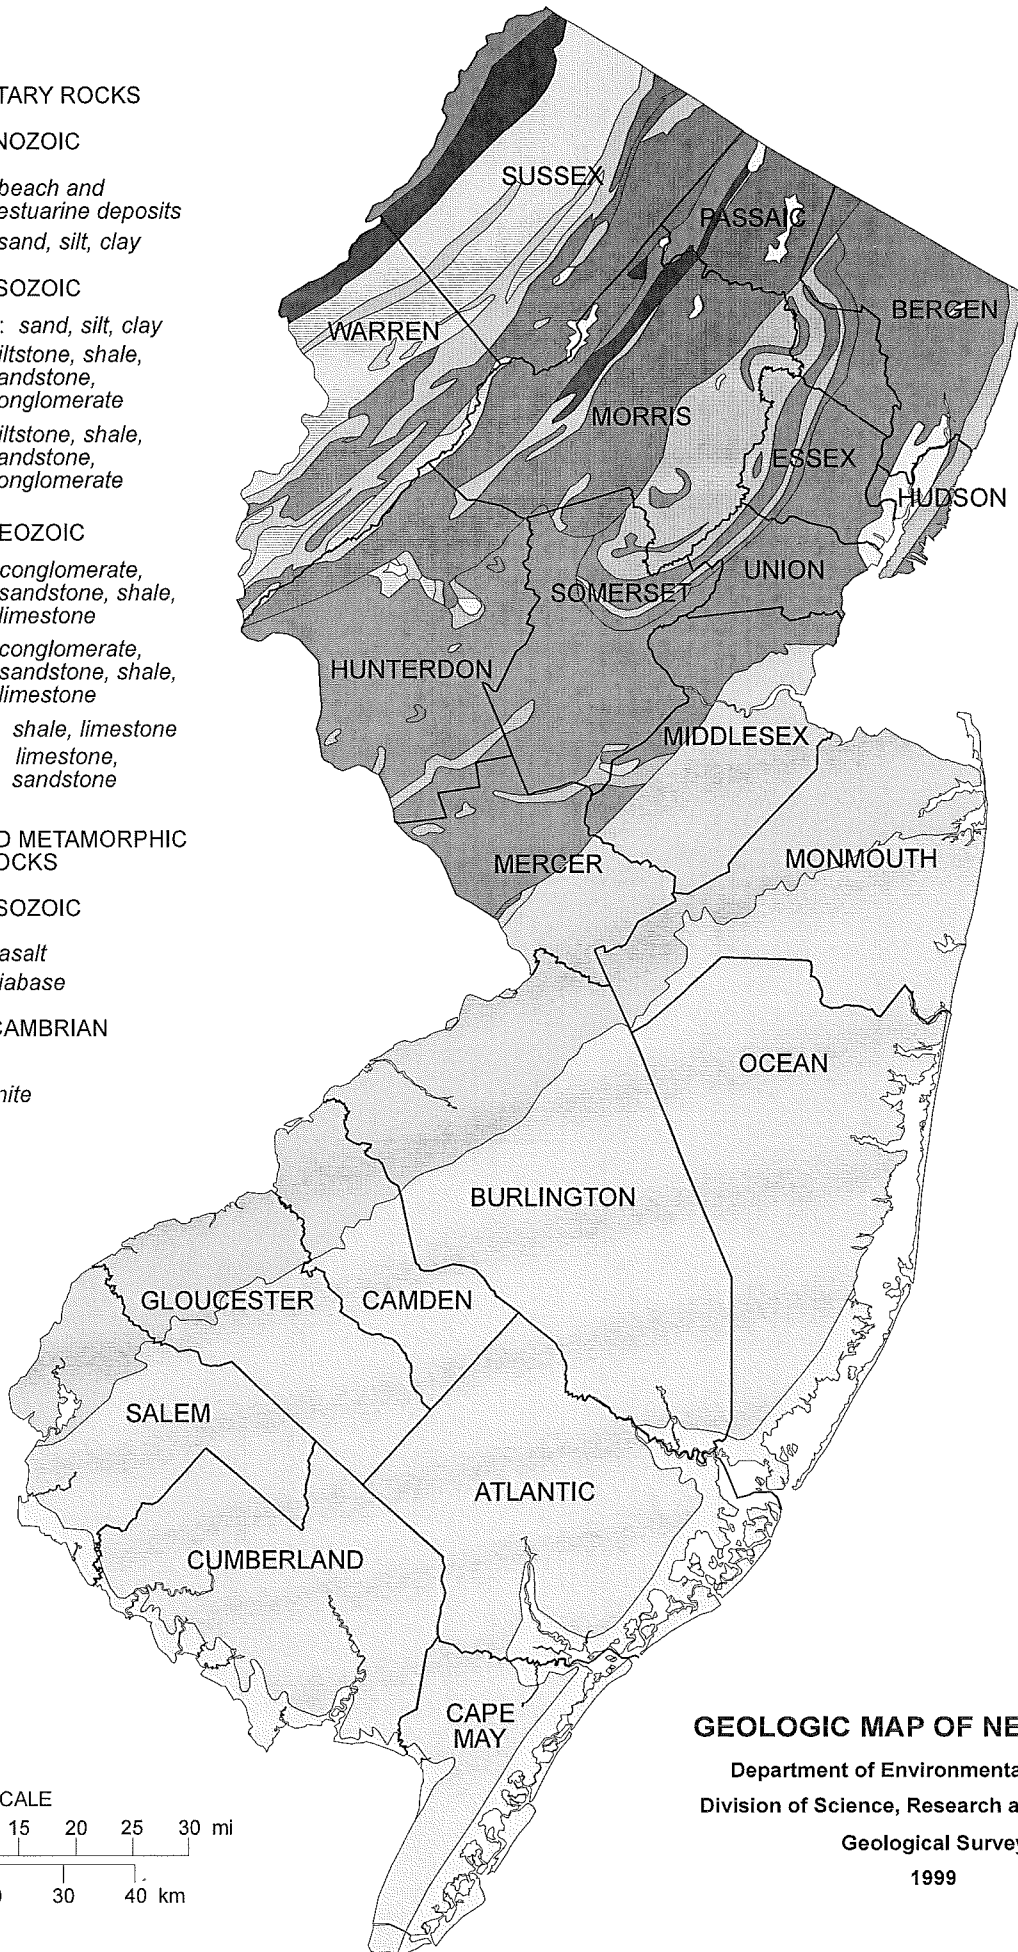 TARY ROCKS
NOZOIC
beach and
estuarine deposits
sand, silt, clay
SOZOIC
: sand, silt, clay
iltstone, shale,
andstone,
onglomerate
iltstone, shale,
andstone,
onglomerate
EOZOIC
conglomerate,
sandstone, shale,
limestone
conglomerate,
sandstone, shale,
limestone
shale, limestone
limestone,
sandstone
D METAMORPHIC
OCKS
SOZOIC
asalt
iabase
CAMBRIAN
nite
SUSSEX
PASSAIC
BERGEN
WARREN
MORRIS
ESSEX
HUDSON
UNION
SOMERSET
HUNTERDON
MIDDLESEX
MERCER
MONMOUTH
OCEAN
BURLINGTON
GLOUCESTER
CAMDEN
SALEM
ATLANTIC
CUMBERLAND
CAPE
MAY
CALE
15 20 25 30 mi
0 30 40 km
GEOLOGIC MAP OF NE
Department of Environmenta
Division of Science, Research a
Geological Survey
1999